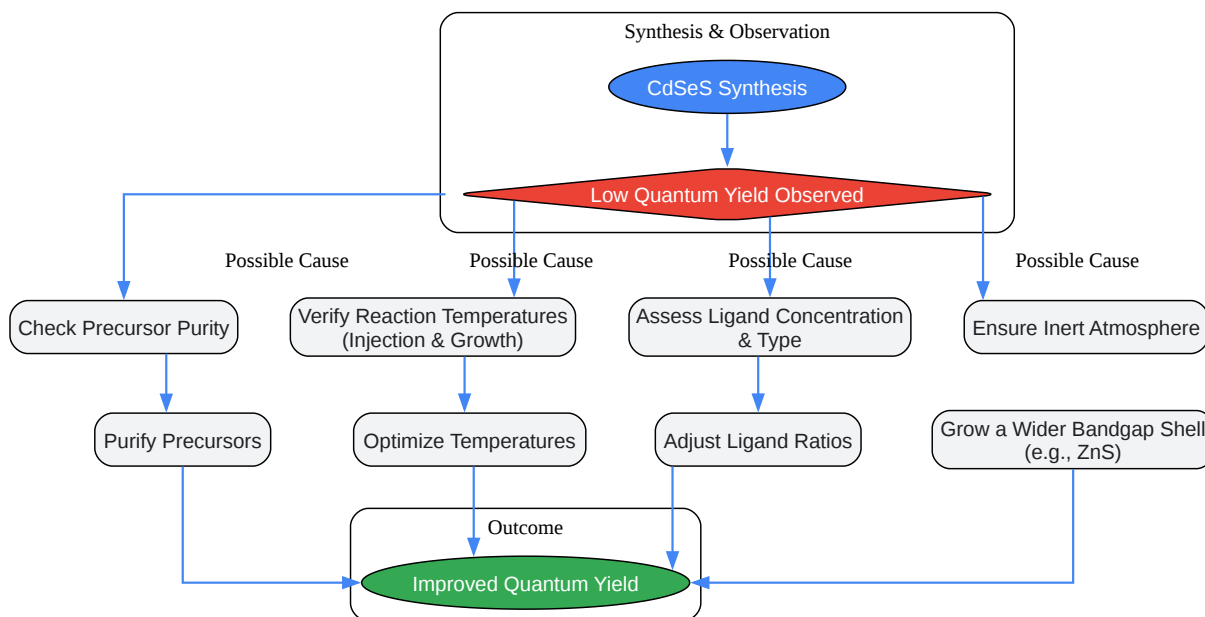 Synthesis & Observation
CdSeS Synthesis
Low Quantum Yield Observed
Possible Cause
Possible Cause
Possible Cause
Possible Cause
Check Precursor Purity
Verify Reaction Temperatures
(Injection & Growth)
Assess Ligand Concentration
& Type
Ensure Inert Atmosphere
Purify Precursors
Optimize Temperatures
Adjust Ligand Ratios
Grow a Wider Bandgap Shell
(e.g., ZnS)
Outcome
Improved Quantum Yield